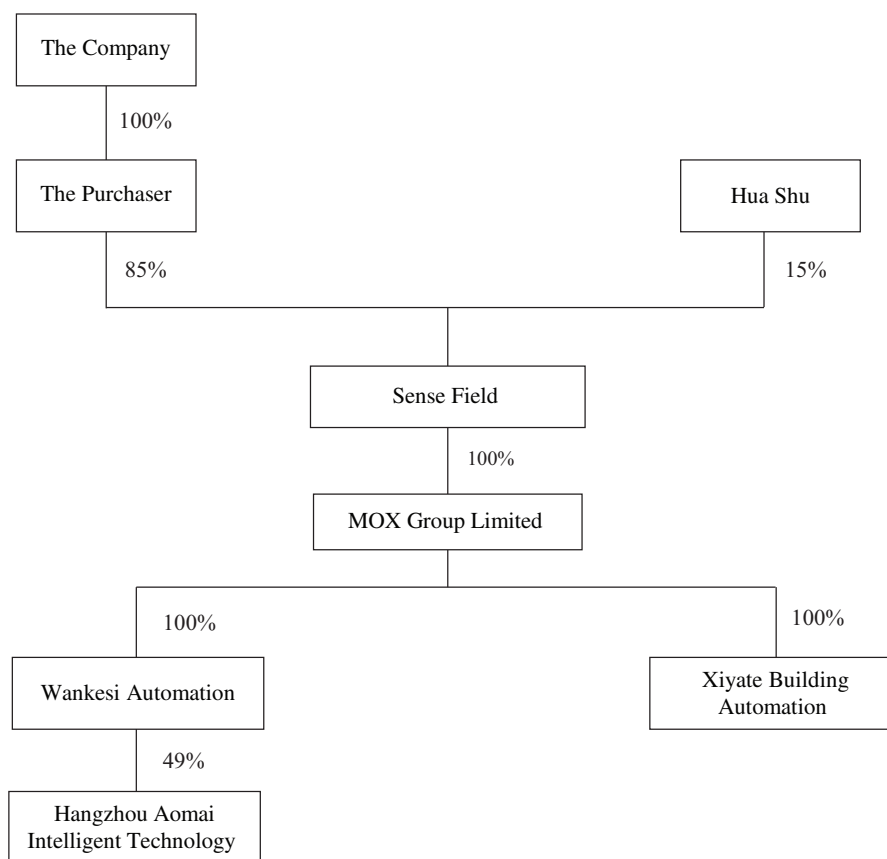 The Company
100%
The Purchaser
Hua Shu
85%
15%
Sense Field
100%
MOX Group Limited
100%
100%
Wankesi Automation
Xiyate Building
Automation
49%
Hangzhou Aomai
Intelligent Technology